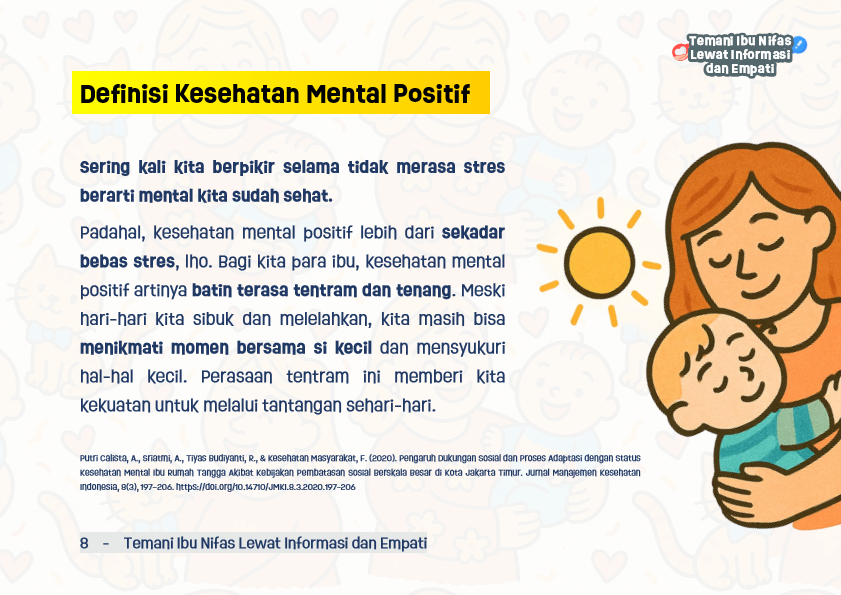 Temani Ibu Nifas
Lewat Informasi
dan Empati
Definisi Kesehatan Mental Positif
Sering kali kita berpikir selama tidak merasa stres
berarti mental kita sudah sehat.
Padahal, kesehatan mental positif lebih dari sekadar
bebas stres, lho. Bagi kita para ibu, kesehatan mental
positif artinya batin terasa tentram dan tenang. Meski
hari-hari kita sibuk dan melelahkan, kita masih bisa
menikmati momen bersama si kecil dan mensyukuri
hal-hal kecil. Perasaan tentram ini memberi kita
kekuatan untuk melalui tantangan sehari-hari.
Putri Calista, A., Sriatmi, A., Tiyas Budiyanti, R., & Kesehatan Masyarakat, F. (2020). Pengaruh Dukungan Sosial dan Proses Adaptasi dengan Status
Kesehatan Mental Ibu Rumah Tangga Akibat Kebijakan Pembatasan Sosial Berskala Besar di Kota Jakarta Timur. Jurnal Manajemen Kesehatan
Indonesia, 8(3), 197–206. https://doi.org/10.14710/JMKI.8.3.2020.197-206
8 - Temani Ibu Nifas Lewat Informasi dan Empati